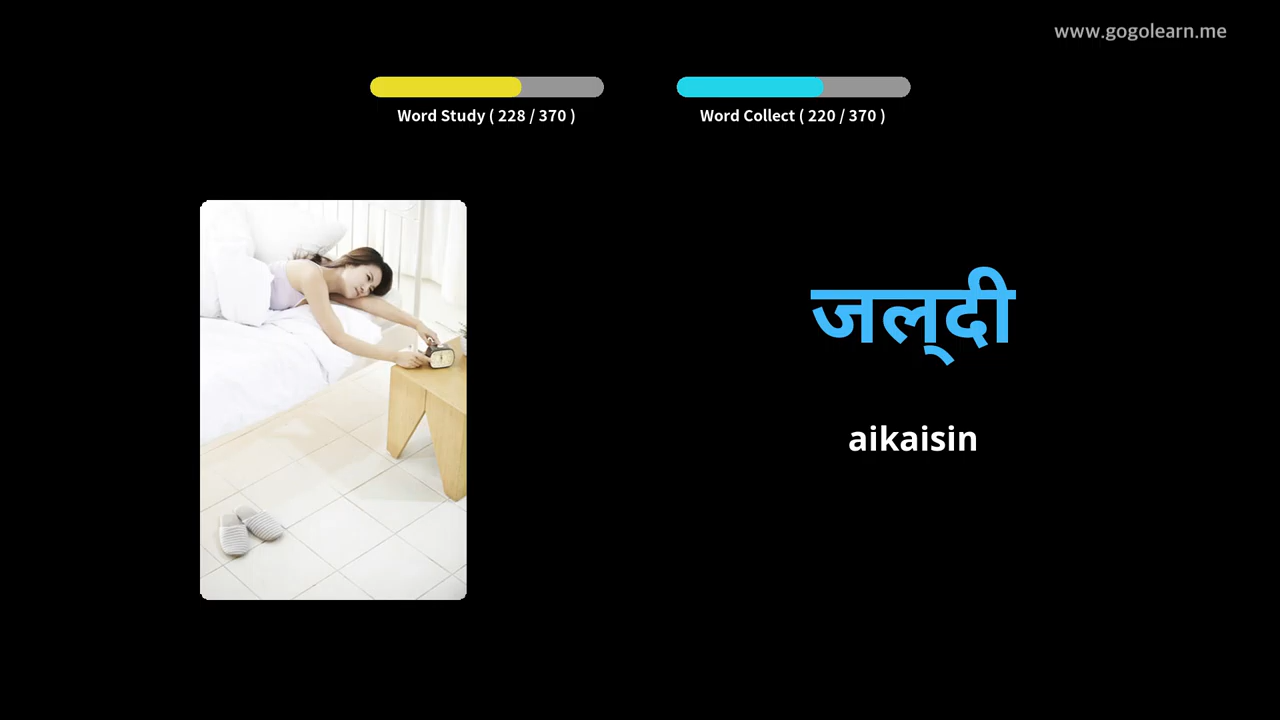 www.gogolearn.me
Word Study ( 228 / 370 )
Word Collect ( 220 / 370 )
जल्दी
aikaisin